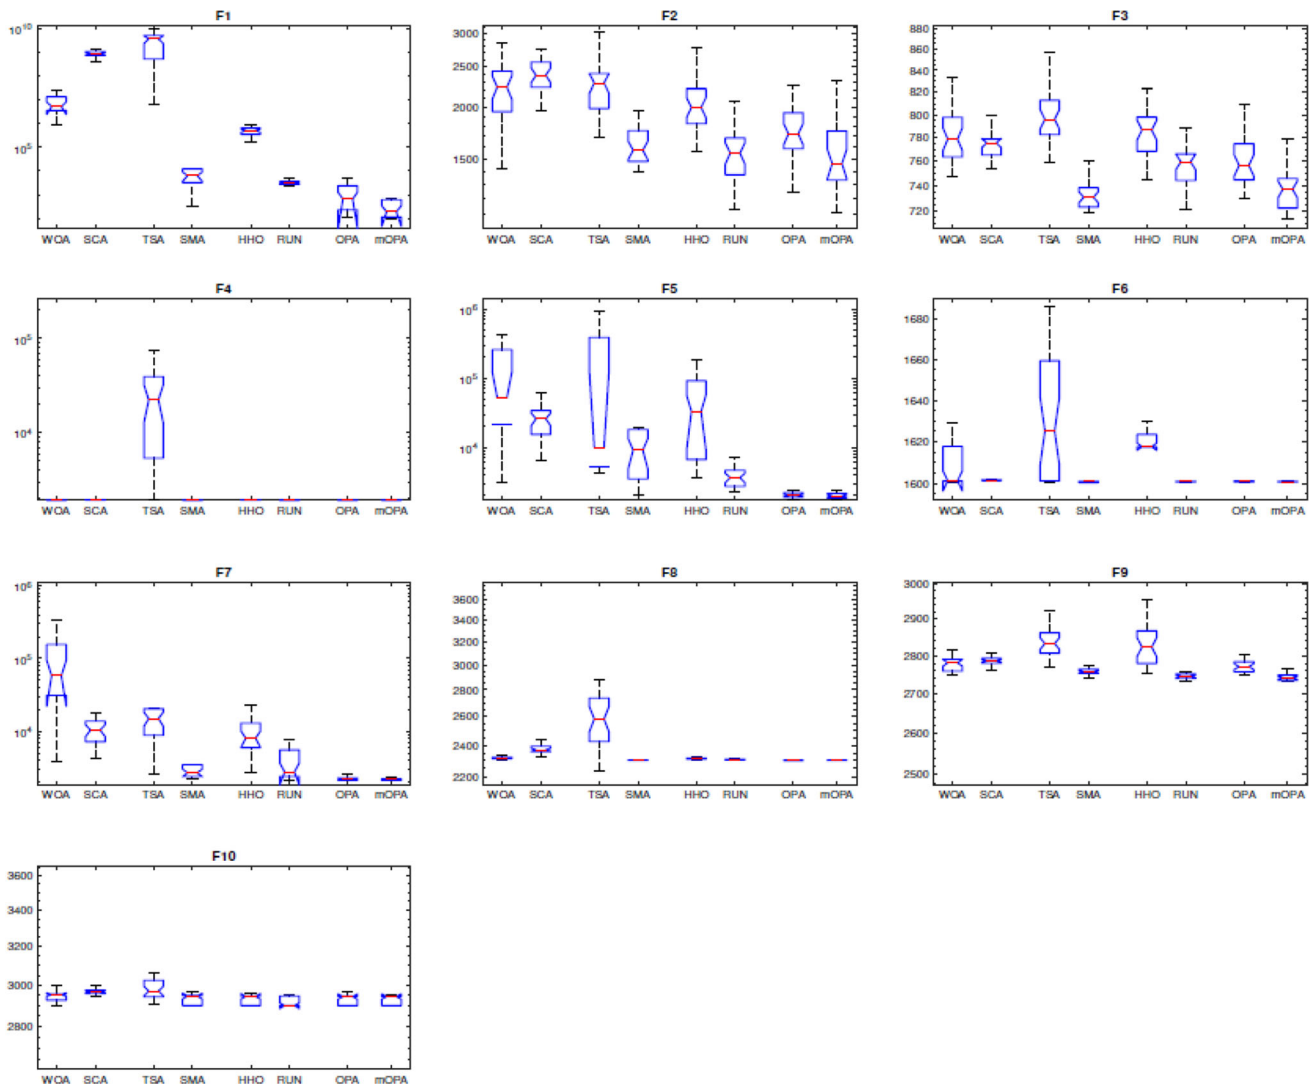 F1
10^10
10^5
WOA SCA TSA SMA HHO RUN OPA mOPA
F2
3000
2500
2000
1500
WOA SCA TSA SMA HHO RUN OPA mOPA
F3
880
860
840
820
800
780
760
740
720
WOA SCA TSA SMA HHO RUN OPA mOPA
F4
10^5
10^4
WOA SCA TSA SMA HHO RUN OPA mOPA
F5
10^6
10^5
10^4
WOA SCA TSA SMA HHO RUN OPA mOPA
F6
1680
1660
1640
1620
1600
WOA SCA TSA SMA HHO RUN OPA mOPA
F7
10^6
10^5
10^4
WOA SCA TSA SMA HHO RUN OPA mOPA
F8
3600
3400
3200
3000
2800
2600
2400
2200
WOA SCA TSA SMA HHO RUN OPA mOPA
F9
3000
2900
2800
2700
2600
2500
WOA SCA TSA SMA HHO RUN OPA mOPA
F10
3600
3400
3200
3000
2800
WOA SCA TSA SMA HHO RUN OPA mOPA